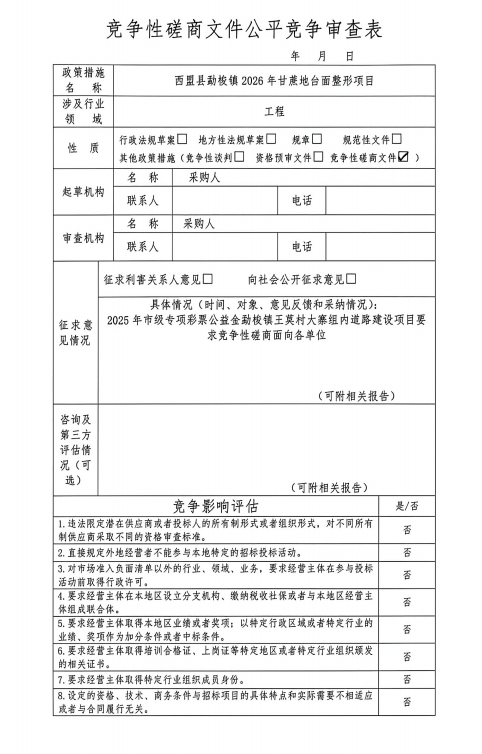 竞争性磋商文件公平竞争审查表
年 月 日
政策措施
名 称
西盟县勐梭镇 2026 年甘蔗地台面整形项目
涉及行业
领 域
工程
性 质
行政法规草案□ 地方性法规草案□ 规章□ 规范性文件□
其他政策措施（竞争性谈判□ 资格预审文件□ 竞争性磋商文件☑ ）
起草机构
名 称 采购人
联系人 电话
审查机构
名 称 采购人
联系人 电话
征求意
见情况
征求利害关系人意见□ 向社会公开征求意见□
具体情况（时间、对象、意见反馈和采纳情况）：
2025 年市级专项彩票公益金勐梭镇王莫村大寨组内道路建设项目要
求竞争性磋商面向各单位
（可附相关报告）
咨询及
第三方
评估情
况（可
选）
（可附相关报告）
竞争影响评估 是/否
1.违法限定潜在供应商或者投标人的所有制形式或者组织形式，对不同所有
制供应商采取不同的资格审查标准。
否
2.直接规定外地经营者不能参与本地特定的招标投标活动。 否
3.对市场准入负面清单以外的行业、领域、业务，要求经营主体在参与投标
活动前取得行政许可。
否
4.要求经营主体在本地区设立分支机构、缴纳税收社保或者与本地区经营主
体组成联合体。
否
5.要求经营主体取得本地区业绩或者奖项；以特定行政区域或者特定行业的
业绩、奖项作为加分条件或者中标条件。
否
6.要求经营主体取得培训合格证、上岗证等特定地区或者特定行业组织颁发
的相关证书。
否
7.要求经营主体取得特定行业组织成员身份。 否
8.设定的资格、技术、商务条件与招标项目的具体特点和实际需要不相适应
或者与合同履行无关。
否